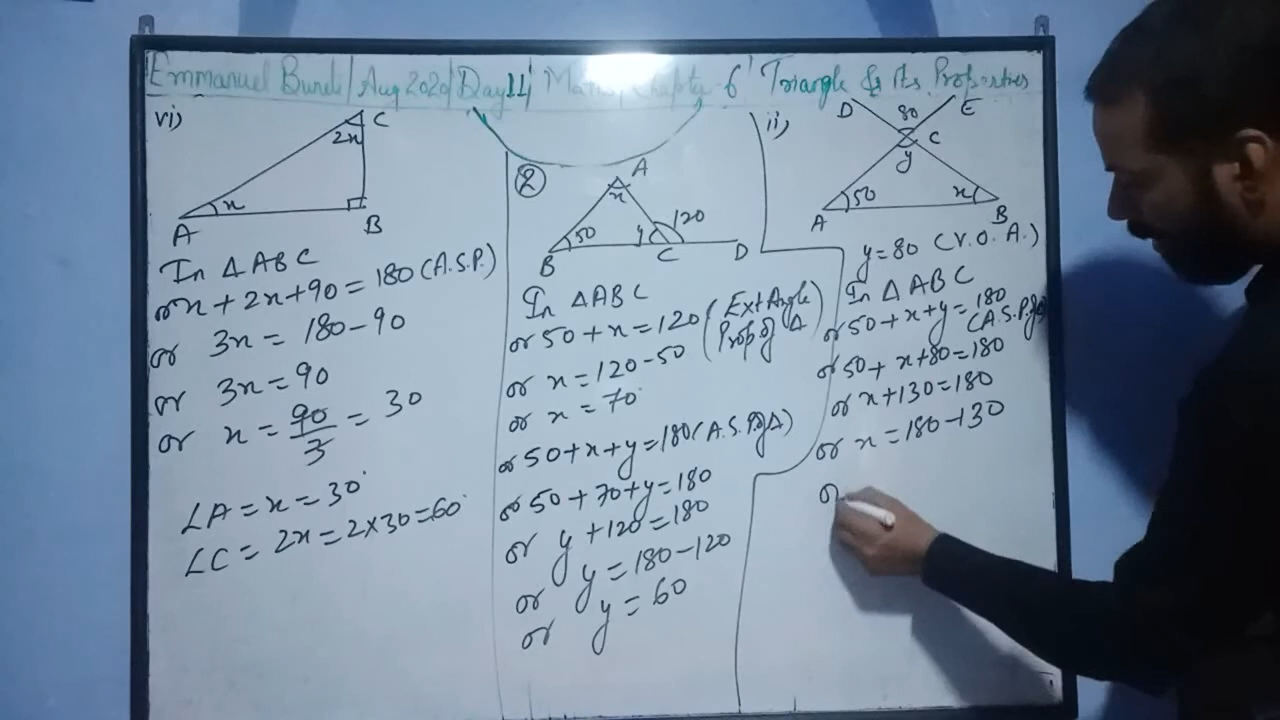 Emmanuel Bundi/Aug 2020/Day 11/ Maths Chapter 6 Triangle & Its Properties
vi)
C
2x
x
A
B
In △ABC
or x + 2x + 90 = 180 (A.S.P.)
or 3x = 180 - 90
or 3x = 90
or x = 90/3 = 30
∠A = x = 30°
∠C = 2x = 2×30 = 60°
②
A
x
50
y
120
B
C
D
In △ABC
or 50 + x = 120 (Ext Angle Prop of △)
or x = 120 - 50
or x = 70°
or 50 + x + y = 180 (A.S.P of △)
or 50 + 70 + y = 180
or y + 120 = 180
or y = 180 - 120
or y = 60
ii)
D
80
E
C
y
50
x
A
B
y = 80 (V.O.A.)
In △ABC
or 50 + x + y = 180
(A.S.P of
or 50 + x + 80 = 180
or x + 130 = 180
or x = 180 - 130
o